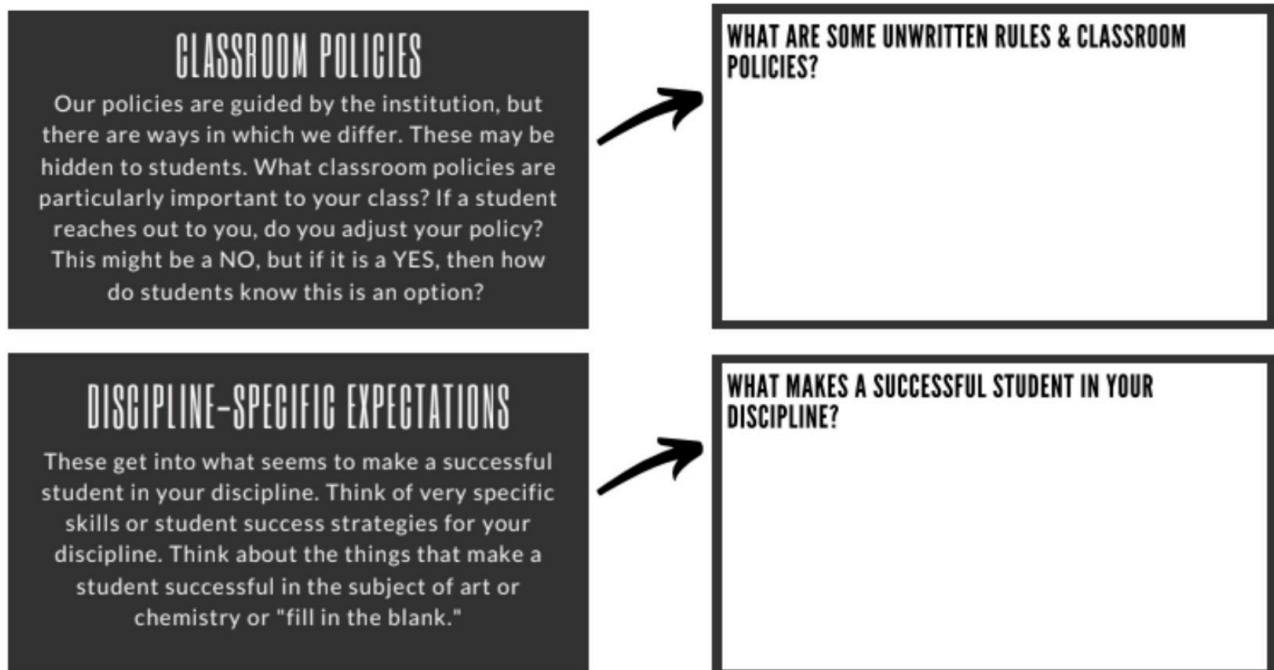 CLASSROOM POLICIES
Our policies are guided by the institution, but
there are ways in which we differ. These may be
hidden to students. What classroom policies are
particularly important to your class? If a student
reaches out to you, do you adjust your policy?
This might be a NO, but if it is a YES, then how
do students know this is an option?
WHAT ARE SOME UNWRITTEN RULES & CLASSROOM
POLICIES?
DISCIPLINE-SPECIFIC EXPECTATIONS
These get into what seems to make a successful
student in your discipline. Think of very specific
skills or student success strategies for your
discipline. Think about the things that make a
student successful in the subject of art or
chemistry or "fill in the blank."
WHAT MAKES A SUCCESSFUL STUDENT IN YOUR
DISCIPLINE?